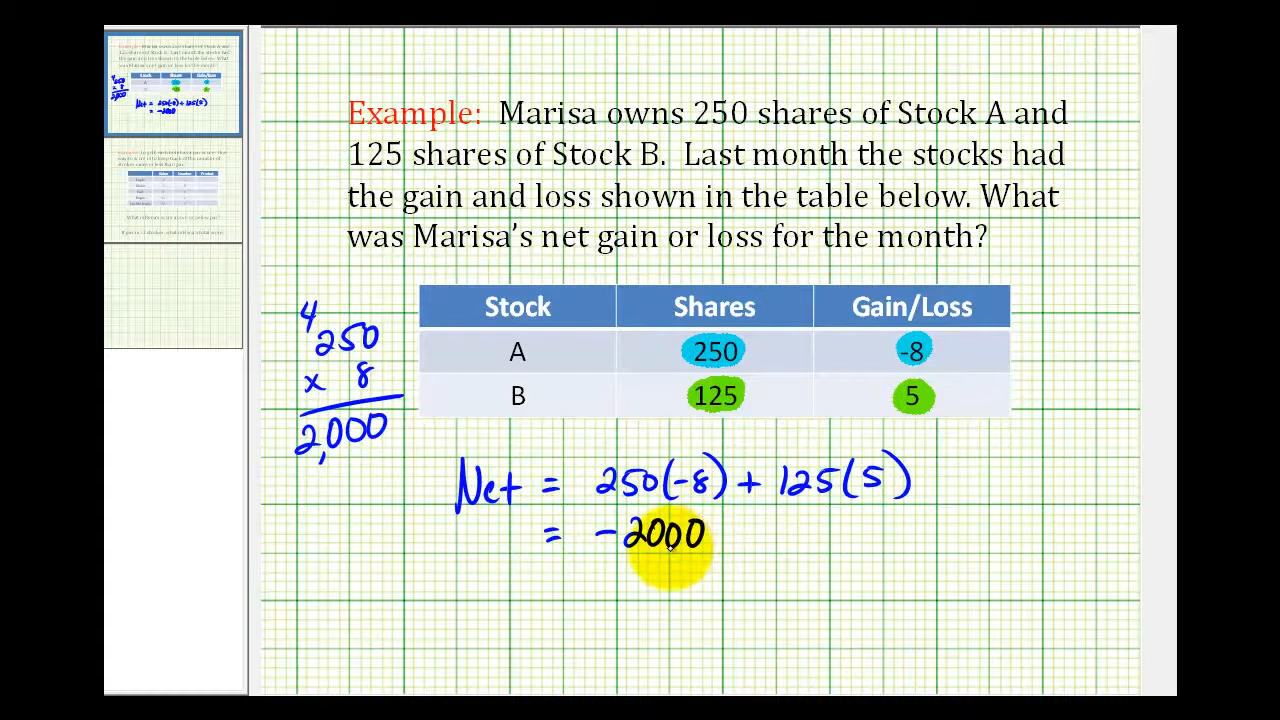 Example: Marisa owns 250 shares of Stock A and
125 shares of Stock B. Last month the stocks had
the gain and loss shown in the table below. What
was Marisa's net gain or loss for the month?
Stock Shares Gain/Loss
A 250 -8
B 125 5
4
250
x 8
2,000
Net = 250(-8) + 125(5)
= -2000